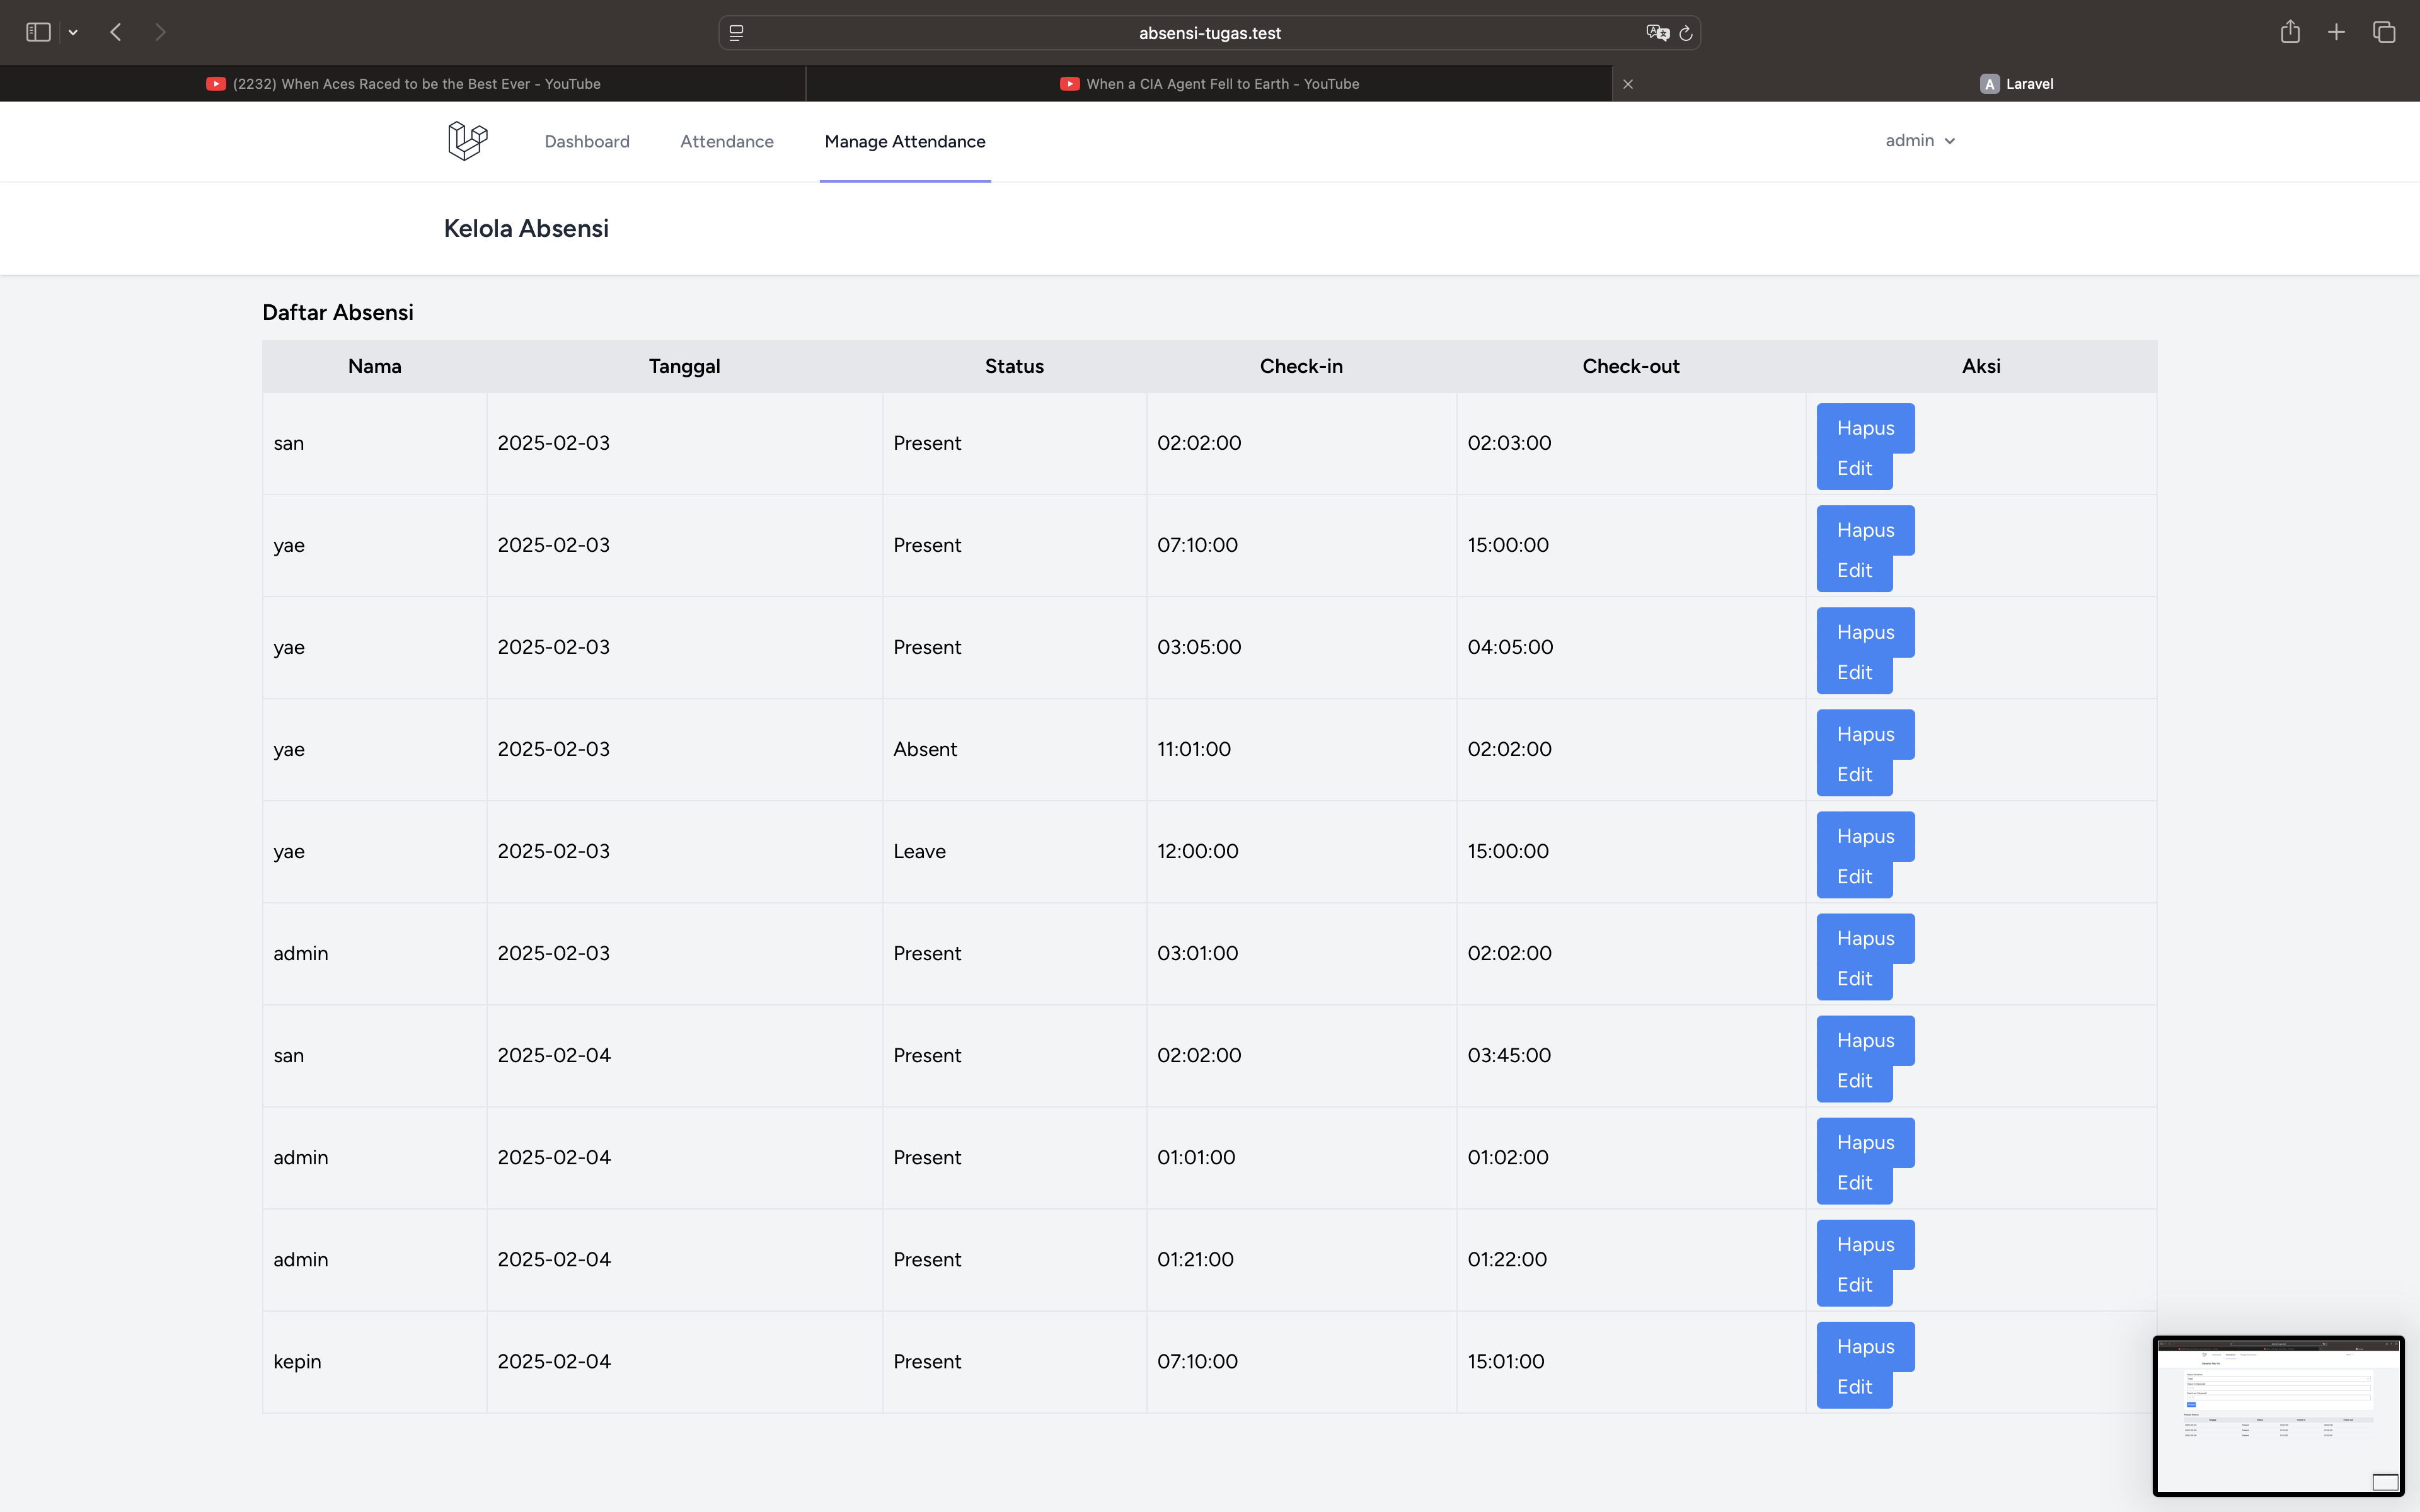 absensi-tugas.test
(2232) When Aces Raced to be the Best Ever - YouTube
When a CIA Agent Fell to Earth - YouTube
A Laravel
Dashboard Attendance Manage Attendance admin
Kelola Absensi
Daftar Absensi
Nama Tanggal Status Check-in Check-out Aksi
san 2025-02-03 Present 02:02:00 02:03:00 Hapus
Edit
yae 2025-02-03 Present 07:10:00 15:00:00 Hapus
Edit
yae 2025-02-03 Present 03:05:00 04:05:00 Hapus
Edit
yae 2025-02-03 Absent 11:01:00 02:02:00 Hapus
Edit
yae 2025-02-03 Leave 12:00:00 15:00:00 Hapus
Edit
admin 2025-02-03 Present 03:01:00 02:02:00 Hapus
Edit
san 2025-02-04 Present 02:02:00 03:45:00 Hapus
Edit
admin 2025-02-04 Present 01:01:00 01:02:00 Hapus
Edit
admin 2025-02-04 Present 01:21:00 01:22:00 Hapus
Edit
kepin 2025-02-04 Present 07:10:00 15:01:00 Hapus
Edit